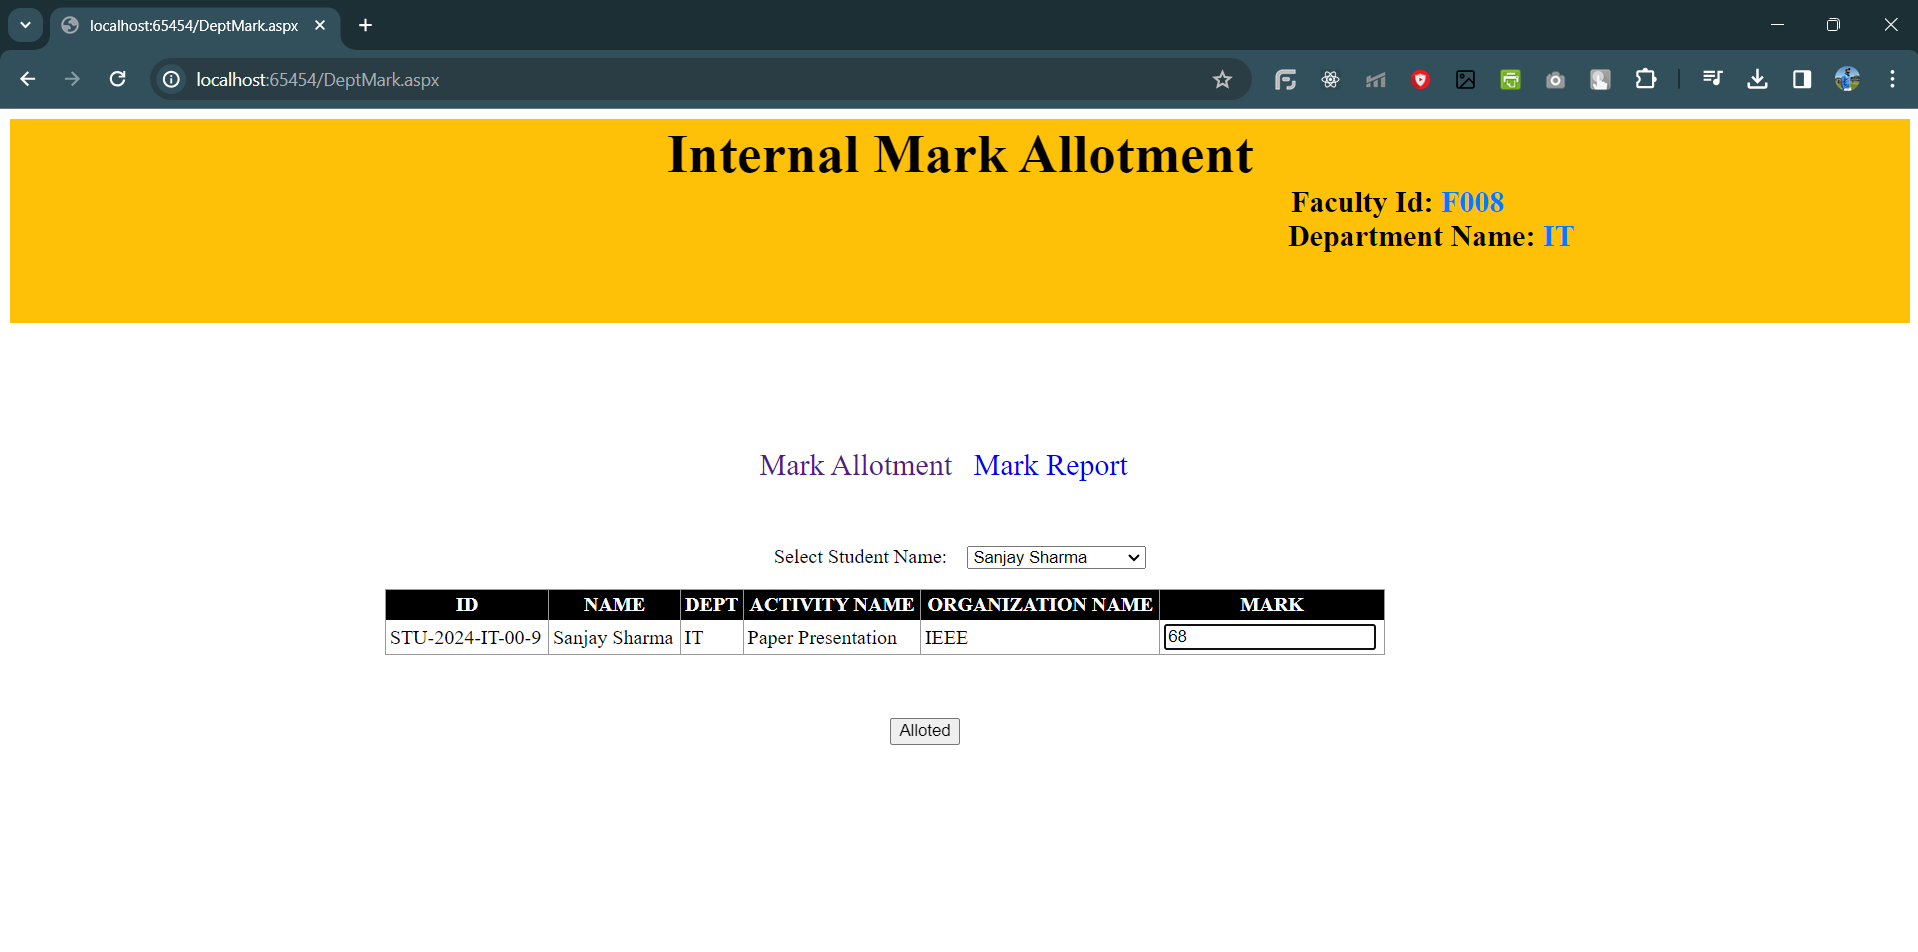 localhost:65454/DeptMark.aspx
localhost:65454/DeptMark.aspx
Internal Mark Allotment
Faculty Id: F008
Department Name: IT
Mark Allotment Mark Report
Select Student Name: Sanjay Sharma
ID NAME DEPT ACTIVITY NAME ORGANIZATION NAME MARK
STU-2024-IT-00-9 Sanjay Sharma IT Paper Presentation IEEE 68
Alloted